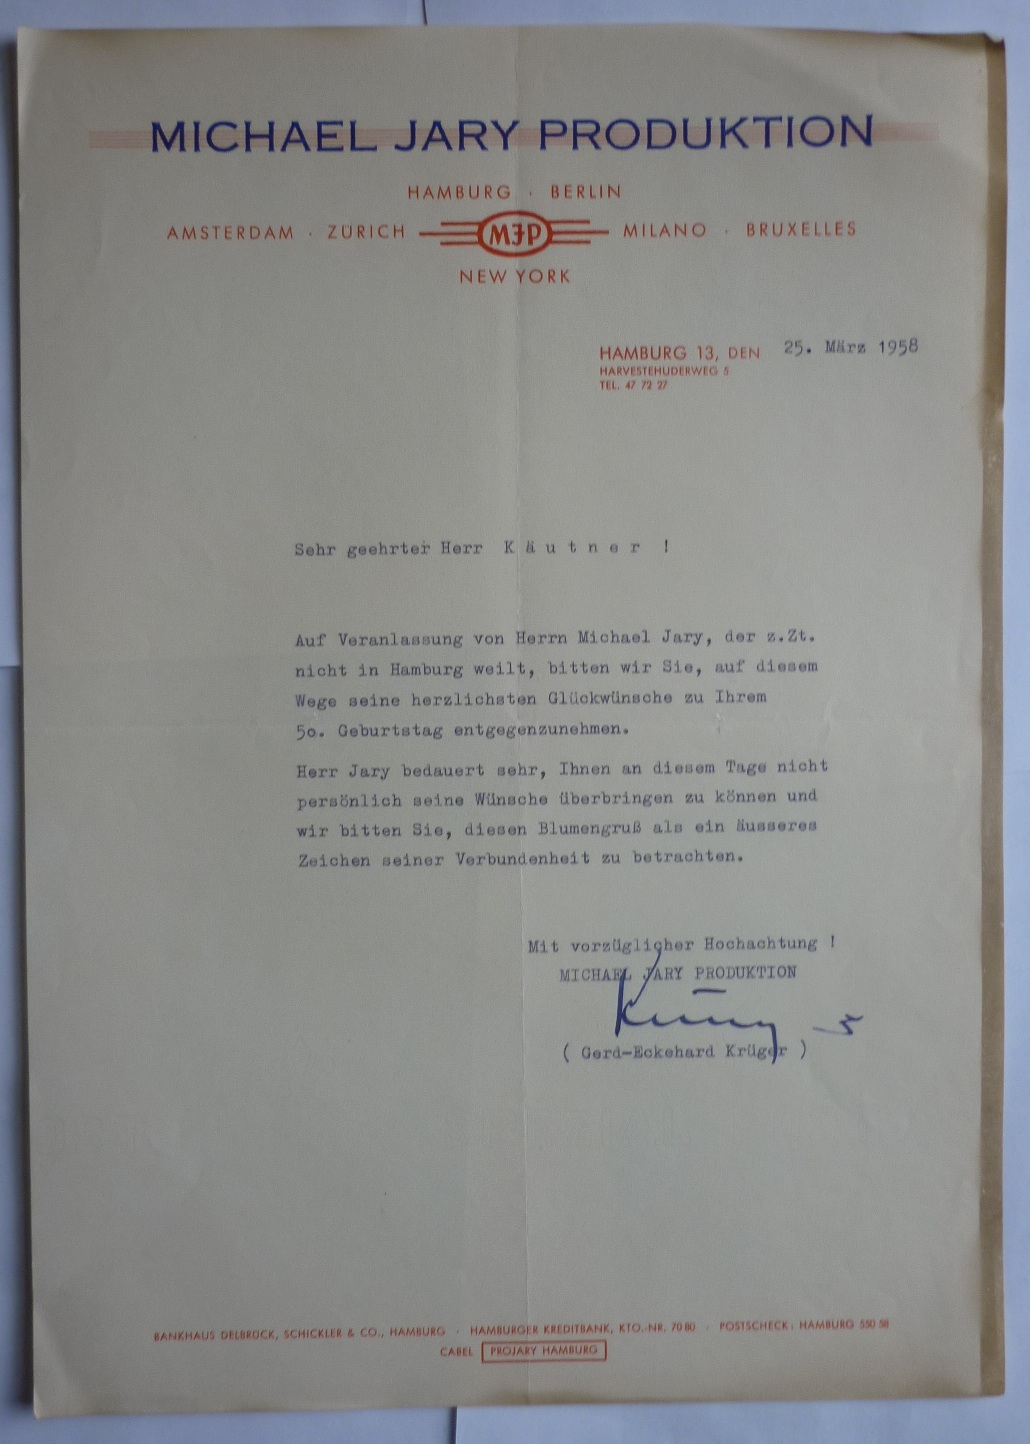 MICHAEL JARY PRODUKTION
HAMBURG · BERLIN
AMSTERDAM · ZÜRICH MJP MILANO · BRUXELLES
NEW YORK
HAMBURG 13, DEN 25. März 1958
HARVESTEHUDERWEG 5
TEL. 47 72 27
Sehr geehrter Herr K ä u t n e r !
Auf Veranlassung von Herrn Michael Jary, der z.Zt.
nicht in Hamburg weilt, bitten wir Sie, auf diesem
Wege seine herzlichsten Glückwünsche zu Ihrem
5o. Geburtstag entgegenzunehmen.
Herr Jary bedauert sehr, Ihnen an diesem Tage nicht
persönlich seine Wünsche überbringen zu können und
wir bitten Sie, diesen Blumengruß als ein äusseres
Zeichen seiner Verbundenheit zu betrachten.
Mit vorzüglicher Hochachtung !
MICHAEL JARY PRODUKTION
( Gerd-Eckehard Krüger )
BANKHAUS DELBRÜCK, SCHICKLER & CO., HAMBURG · HAMBURGER KREDITBANK, KTO.-NR. 7080 · POSTSCHECK: HAMBURG 550 58
CABEL PROJARY HAMBURG